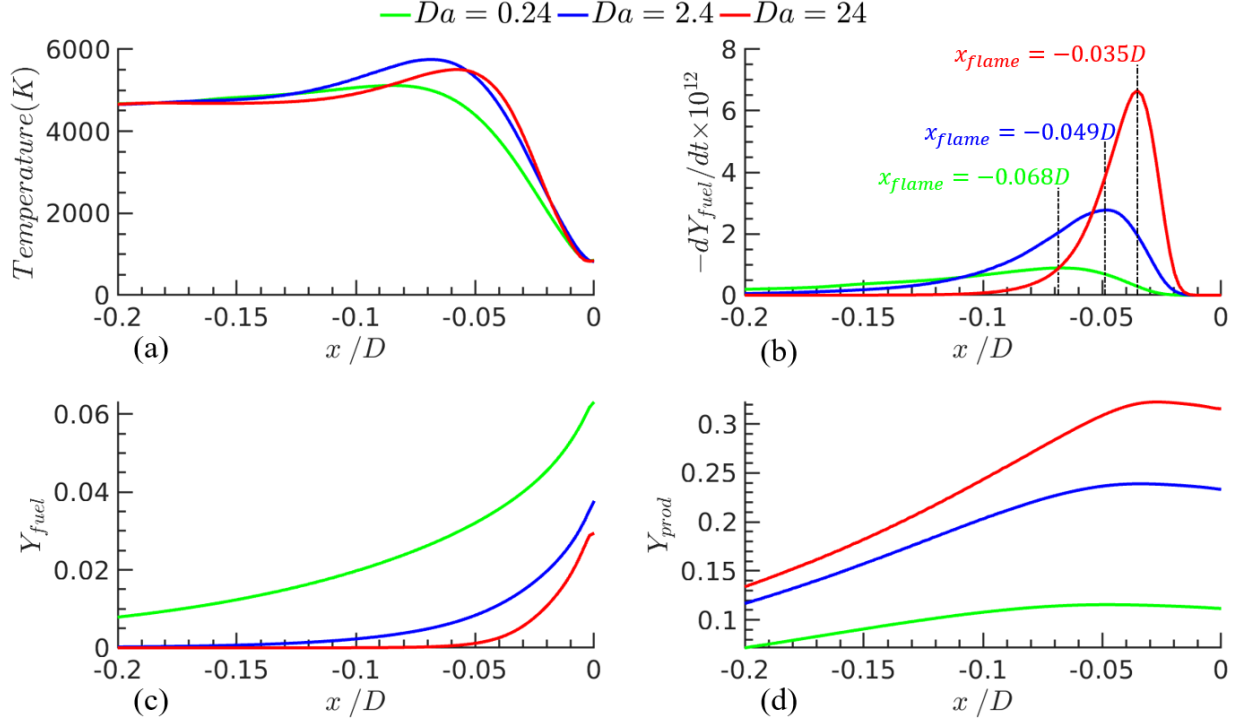 Da = 0.24 Da = 2.4 Da = 24
6000
4000
2000
0
Temperature(K)
-0.2 -0.15 -0.1 -0.05 0
(a) x /D
8
6
4
2
0
−dY_fuel/dt×10^12
x_flame = −0.035D
x_flame = −0.049D
x_flame = −0.068D
-0.2 -0.15 -0.1 -0.05 0
(b) x /D
0.06
0.04
0.02
0
Y_fuel
-0.2 -0.15 -0.1 -0.05 0
(c) x /D
0.3
0.25
0.2
0.15
0.1
Y_prod
-0.2 -0.15 -0.1 -0.05 0
(d) x /D